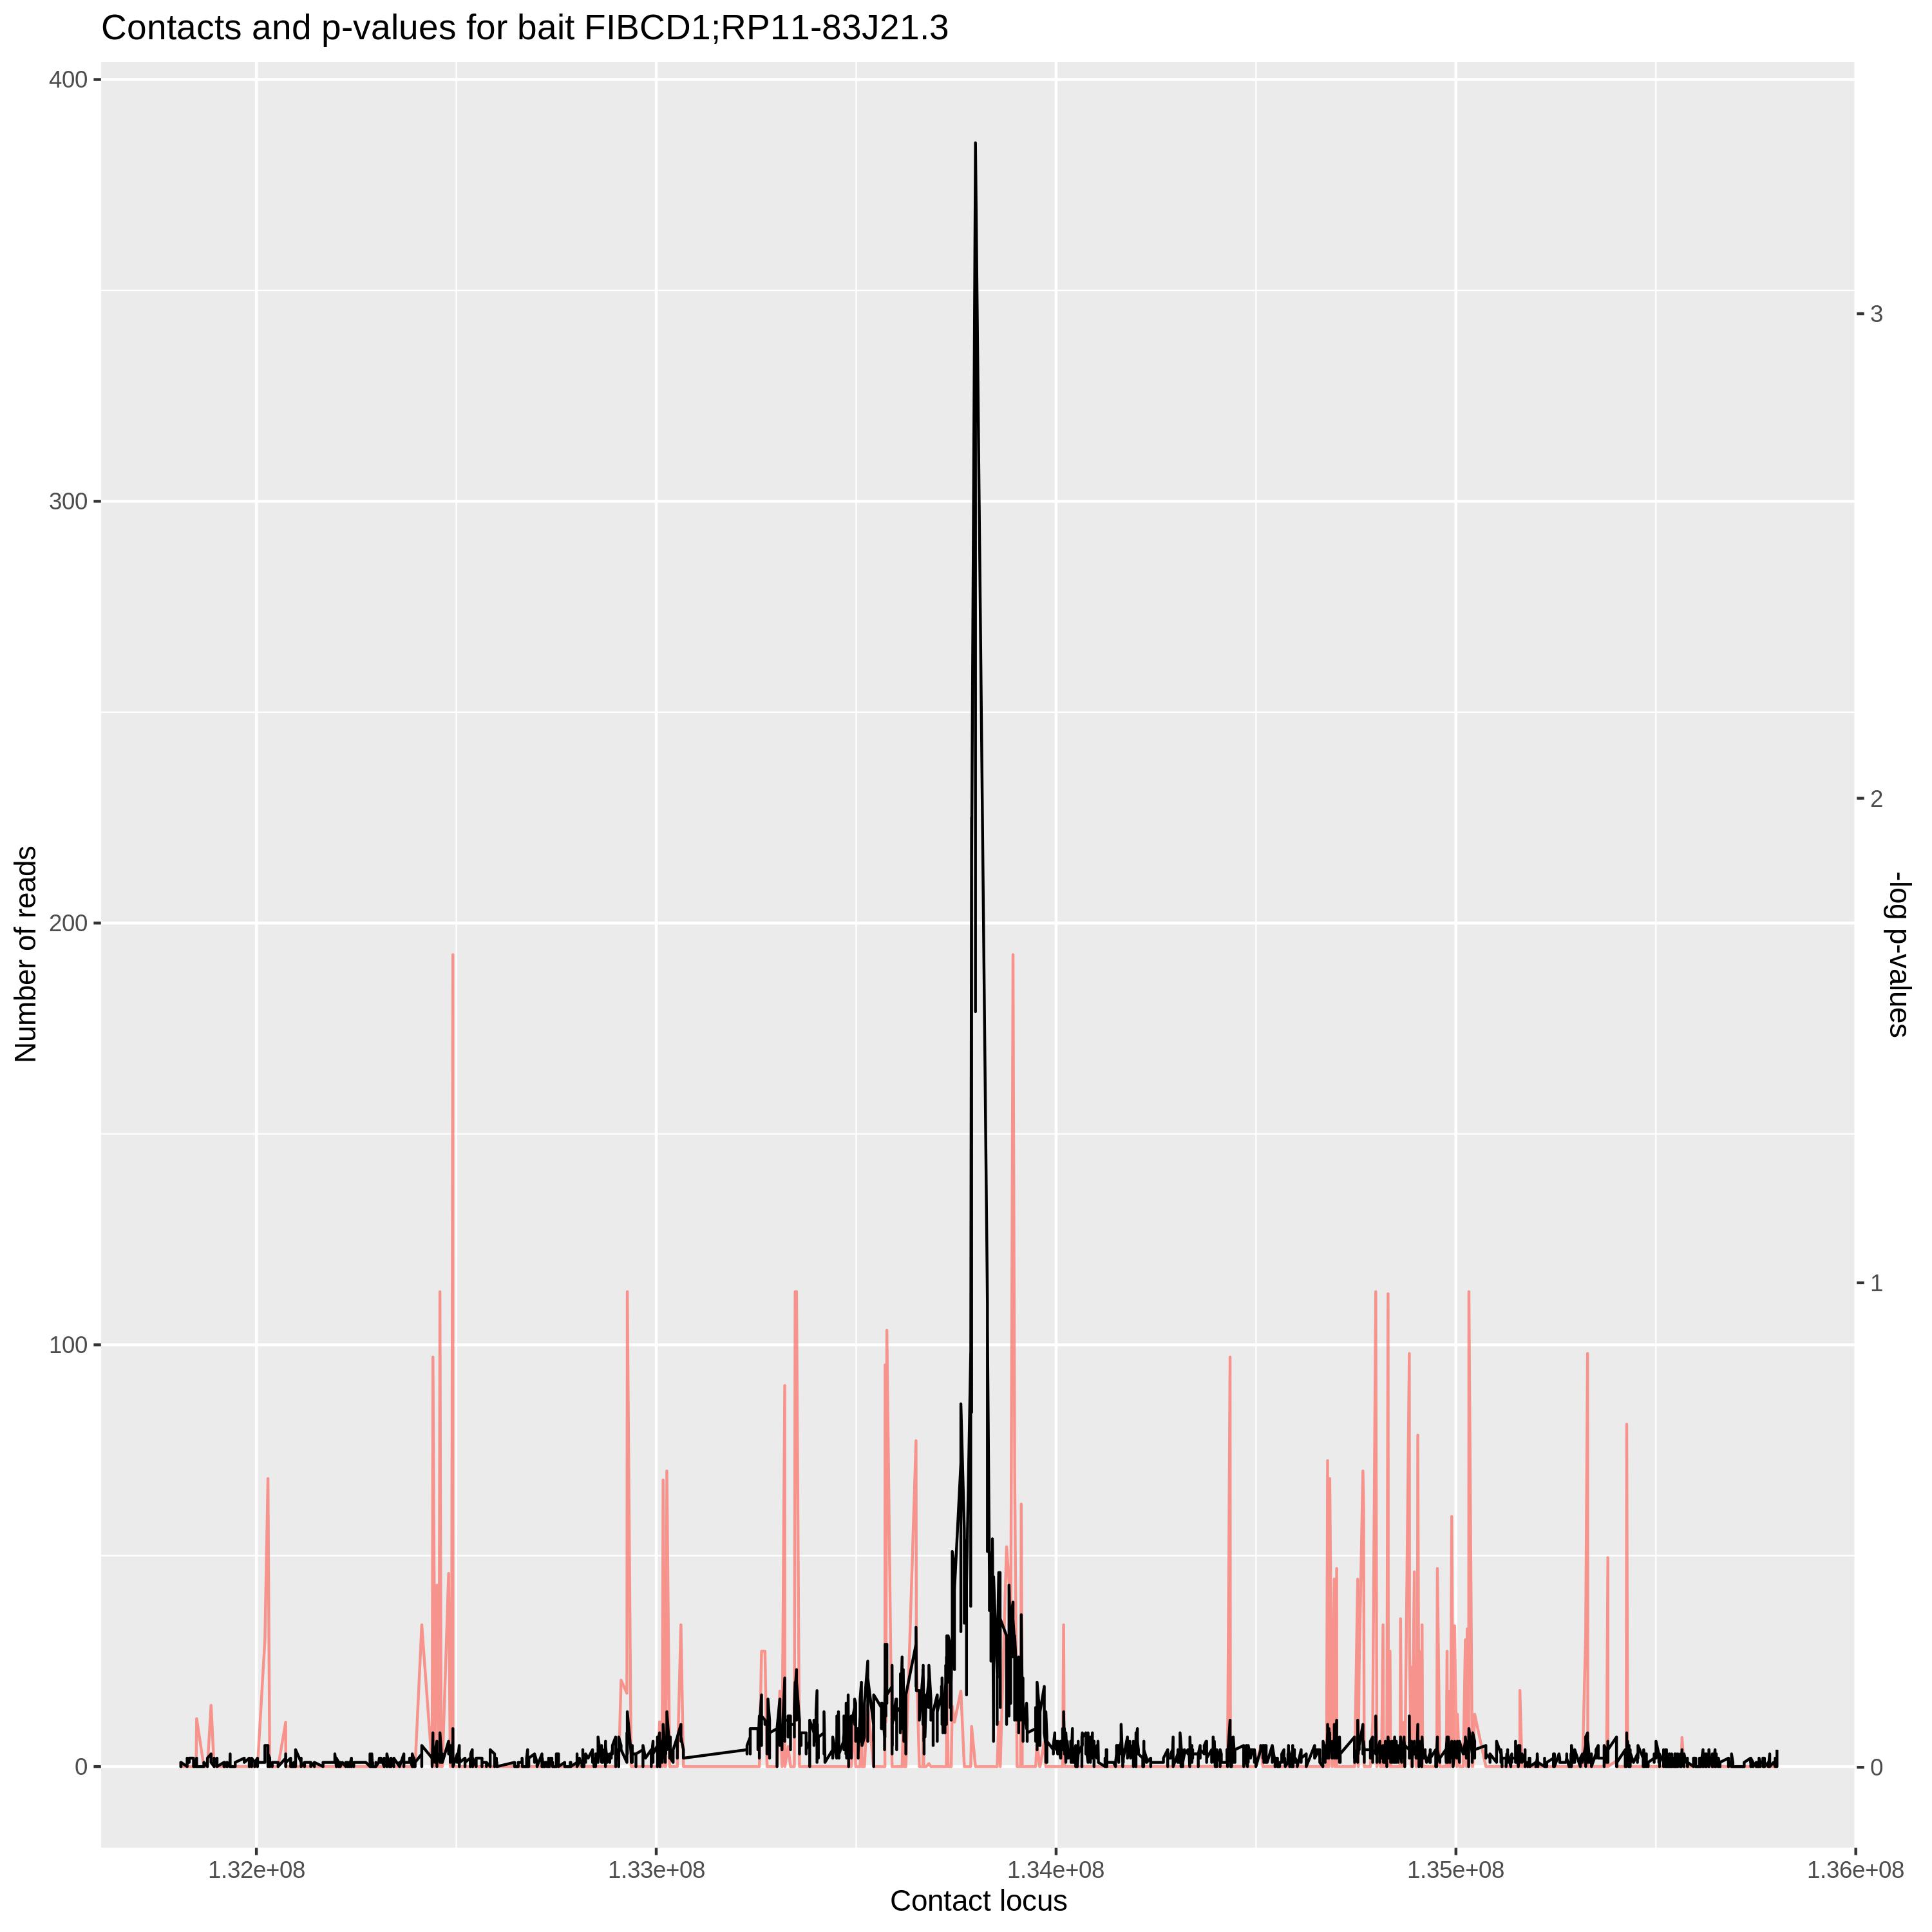 Contacts and p-values for bait FIBCD1;RP11-83J21.3
400
300
200
100
0
Number of reads
3
2
1
0
-log p-values
1.32e+08
1.33e+08
1.34e+08
1.35e+08
1.36e+08
Contact locus